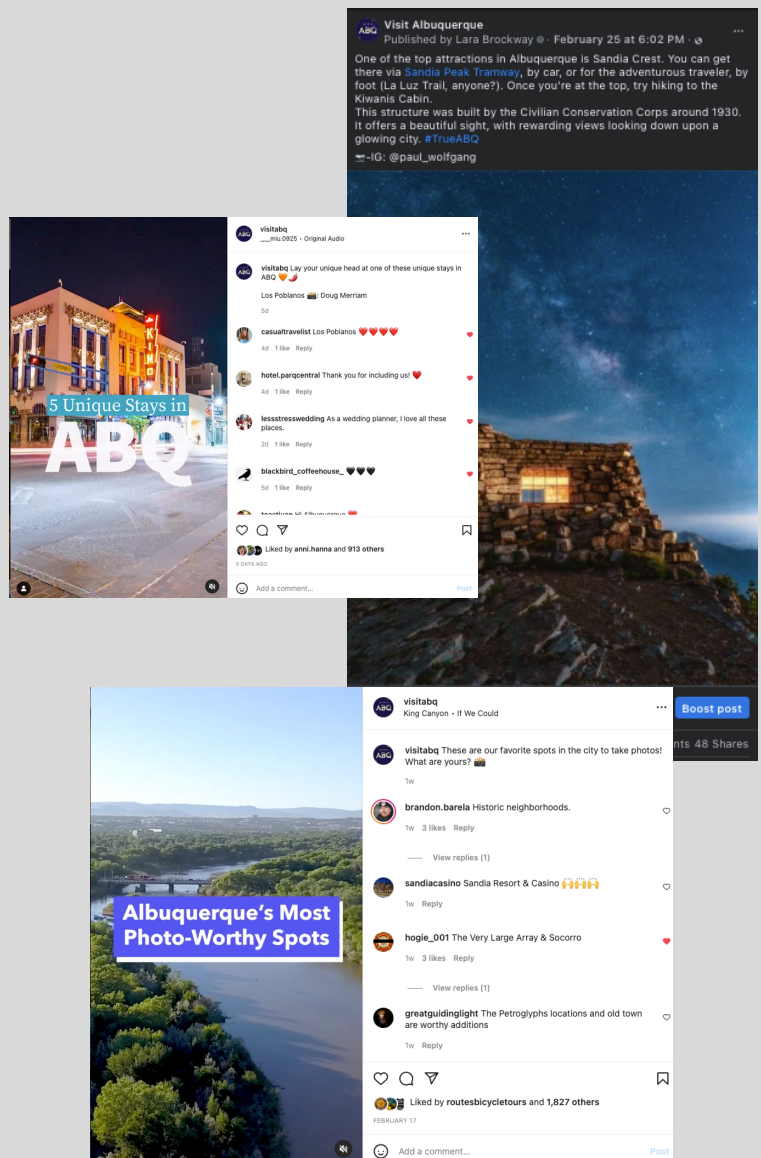 Visit Albuquerque
Published by Lara Brockway · February 25 at 6:02 PM ·
One of the top attractions in Albuquerque is Sandia Crest. You can get
there via Sandia Peak Tramway, by car, or for the adventurous traveler, by
foot (La Luz Trail, anyone?). Once you're at the top, try hiking to the
Kiwanis Cabin.
This structure was built by the Civilian Conservation Corps around 1930.
It offers a beautiful sight, with rewarding views looking down upon a
glowing city. #TrueABQ
📷-IG: @paul_wolfgang
Boost post
nts 48 Shares
KIMO
5 Unique Stays in
ABQ
ABQ
visitabq
___miu.0925 • Original Audio
visitabq Lay your unique head at one of these unique stays in
ABQ 🧡🌶️
Los Poblanos 📸: Doug Merriam
5d
casualtravelist Los Poblanos ❤️❤️❤️❤️
4d 1 like Reply
hotel.parqcentral Thank you for including us! ❤️
4d 1 like Reply
lessstresswedding As a wedding planner, I love all these
places.
2d 1 like Reply
blackbird_coffeehouse_ 🖤🖤🖤
5d 1 like Reply
Liked by anni.hanna and 913 others
5 DAYS AGO
Add a comment...
Post
Albuquerque's Most
Photo-Worthy Spots
ABQ
visitabq
King Canyon • If We Could
ABQ
visitabq These are our favorite spots in the city to take photos!
What are yours? 📸
1w
brandon.barela Historic neighborhoods.
1w 3 likes Reply
View replies (1)
sandiacasino Sandia Resort & Casino 🙌🙌🙌
1w Reply
hogie_001 The Very Large Array & Socorro
1w 3 likes Reply
View replies (1)
greatguidinglight The Petroglyphs locations and old town
are worthy additions
1w Reply
Liked by routesbicycletours and 1,827 others
FEBRUARY 17
Add a comment...
Post